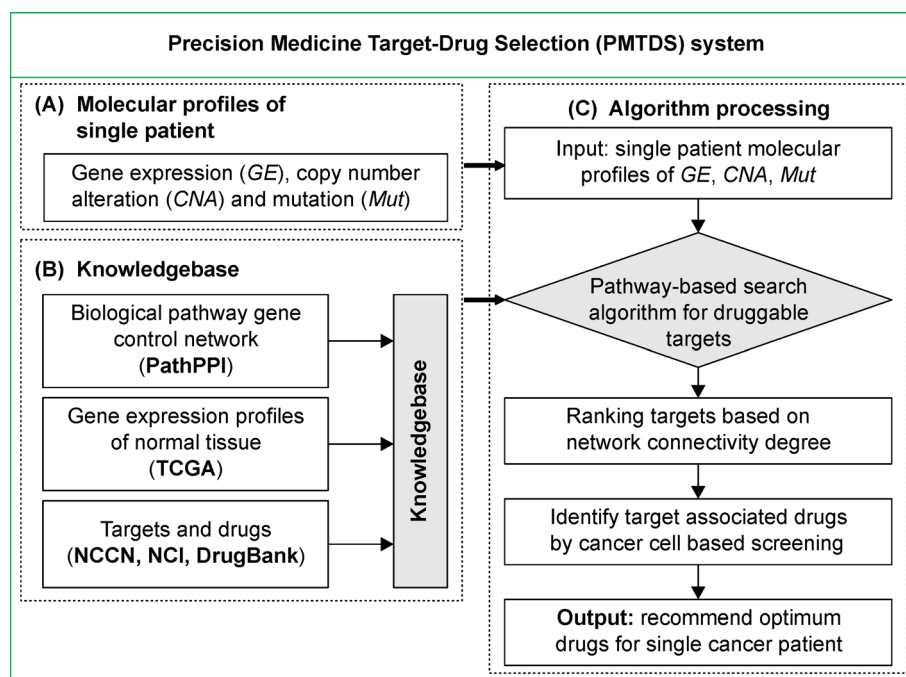 Precision Medicine Target-Drug Selection (PMTDS) system
(A) Molecular profiles of
single patient
Gene expression (GE), copy number
alteration (CNA) and mutation (Mut)
(B) Knowledgebase
Biological pathway gene
control network
(PathPPI)
Gene expression profiles
of normal tissue
(TCGA)
Targets and drugs
(NCCN, NCI, DrugBank)
Knowledgebase
(C) Algorithm processing
Input: single patient molecular
profiles of GE, CNA, Mut
Pathway-based search
algorithm for druggable
targets
Ranking targets based on
network connectivity degree
Identify target associated drugs
by cancer cell based screening
Output: recommend optimum
drugs for single cancer patient